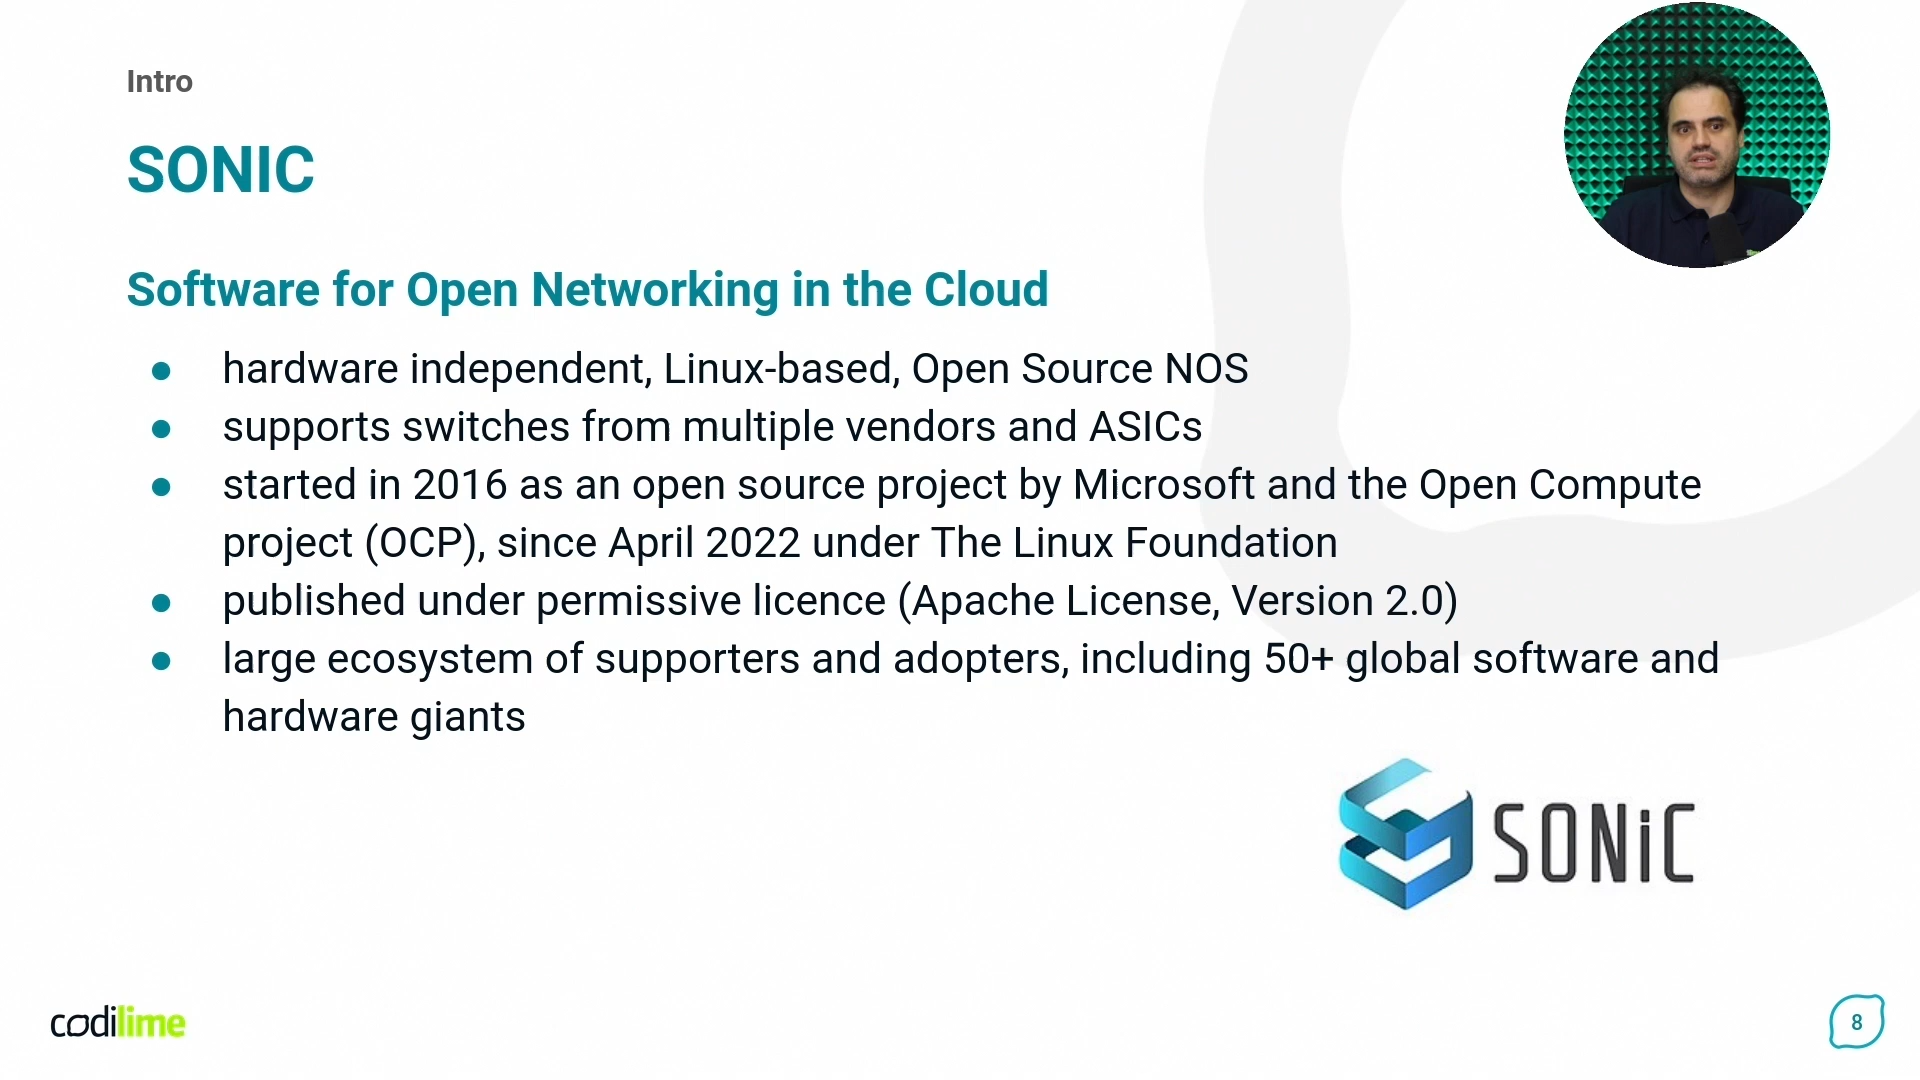 Intro
SONIC
Software for Open Networking in the Cloud
● hardware independent, Linux-based, Open Source NOS
● supports switches from multiple vendors and ASICs
● started in 2016 as an open source project by Microsoft and the Open Compute
project (OCP), since April 2022 under The Linux Foundation
● published under permissive licence (Apache License, Version 2.0)
● large ecosystem of supporters and adopters, including 50+ global software and
hardware giants
SONiC
codilime
8